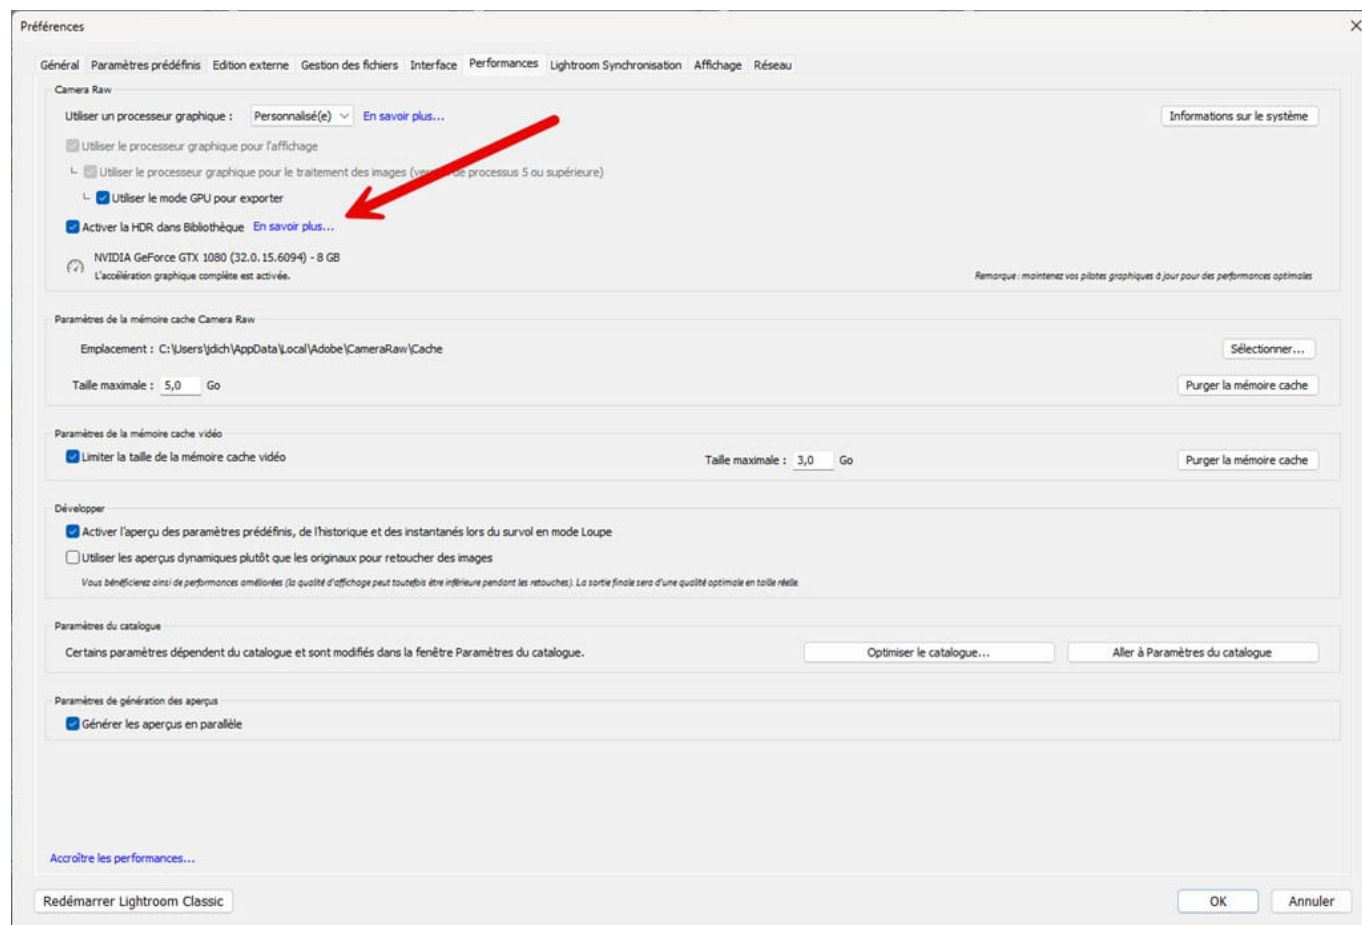 Préférences
Général Paramètres prédéfinis Edition externe Gestion des fichiers Interface Performances Lightroom Synchronisation Affichage Réseau
Camera Raw
Utiliser un processeur graphique : Personnalisé(e) En savoir plus... Informations sur le système
Utiliser le processeur graphique pour l'affichage
Utiliser le processeur graphique pour le traitement des images ( de processus 5 ou supérieure)
Utiliser le mode GPU pour exporter
Activer la HDR dans Bibliothèque En savoir plus...
NVIDIA GeForce GTX 1080 (32.0.15.6094) - 8 GB
L'accélération graphique complète est activée. Remarque : maintenez vos pilotes graphiques à jour pour des performances optimales
Paramètres de la mémoire cache Camera Raw
Emplacement : C:\Users\jdich\AppData\Local\Adobe\CameraRaw\Cache Sélectionner...
Taille maximale : 5,0 Go Purger la mémoire cache
Paramètres de la mémoire cache vidéo
Limiter la taille de la mémoire cache vidéo Taille maximale : 3,0 Go Purger la mémoire cache
Développer
Activer l'aperçu des paramètres prédéfinis, de l'historique et des instantanés lors du survol en mode Loupe
Utiliser les aperçus dynamiques plutôt que les originaux pour retoucher des images
Vous bénéficierez ainsi de performances améliorées (la qualité d'affichage peut toutefois être inférieure pendant les retouches). La sortie finale sera d'une qualité optimale en taille réelle.
Paramètres du catalogue
Certains paramètres dépendent du catalogue et sont modifiés dans la fenêtre Paramètres du catalogue. Optimiser le catalogue... Aller à Paramètres du catalogue
Paramètres de génération des aperçus
Générer les aperçus en parallèle
Accroître les performances...
Redémarrer Lightroom Classic OK Annuler